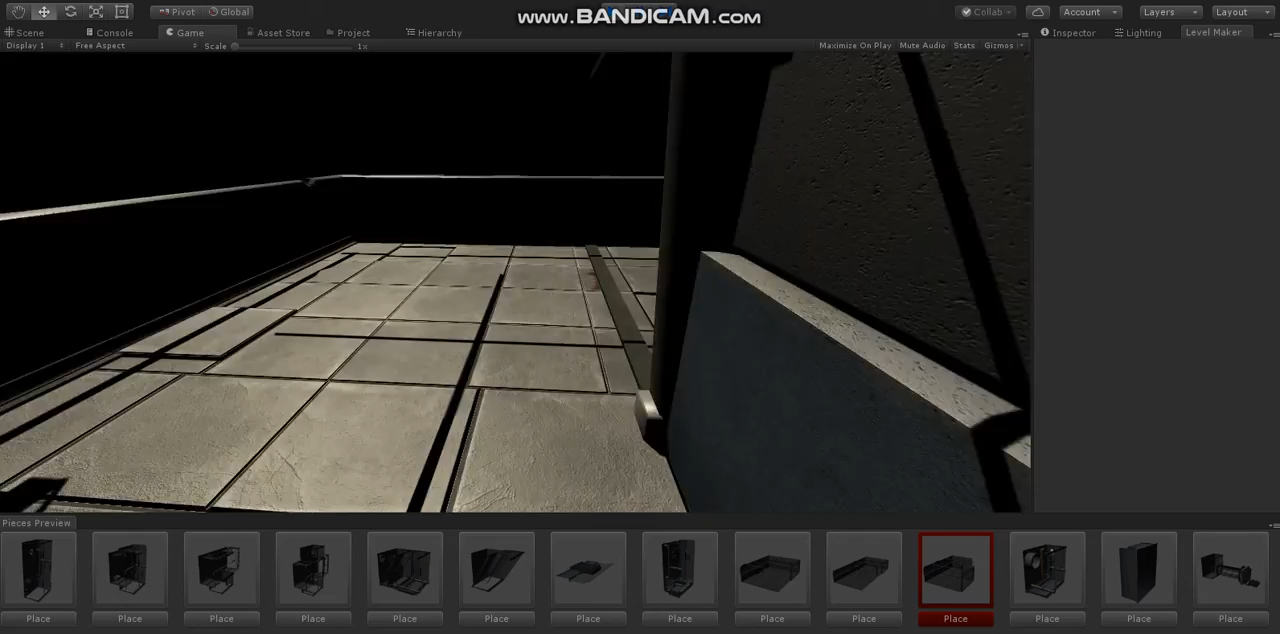 www.BANDICAM.com
Pivot Global Collab Account Layers Layout
Scene Console Game Asset Store Project Hierarchy Inspector Lighting Level Maker
Display 1 Free Aspect Scale 1x Maximize On Play Mute Audio Stats Gizmos
Pieces Preview
Place Place Place Place Place Place Place Place Place Place Place Place Place Place